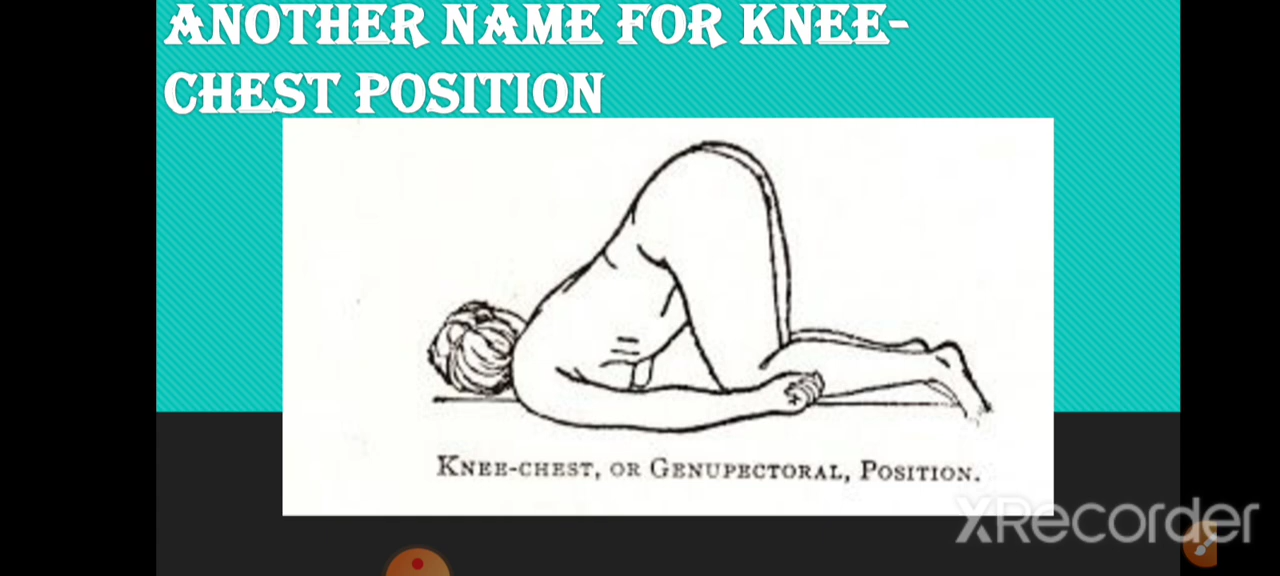 ANOTHER NAME FOR KNEE-
CHEST POSITION
KNEE-CHEST, OR GENUPECTORAL, POSITION.
XRecorder